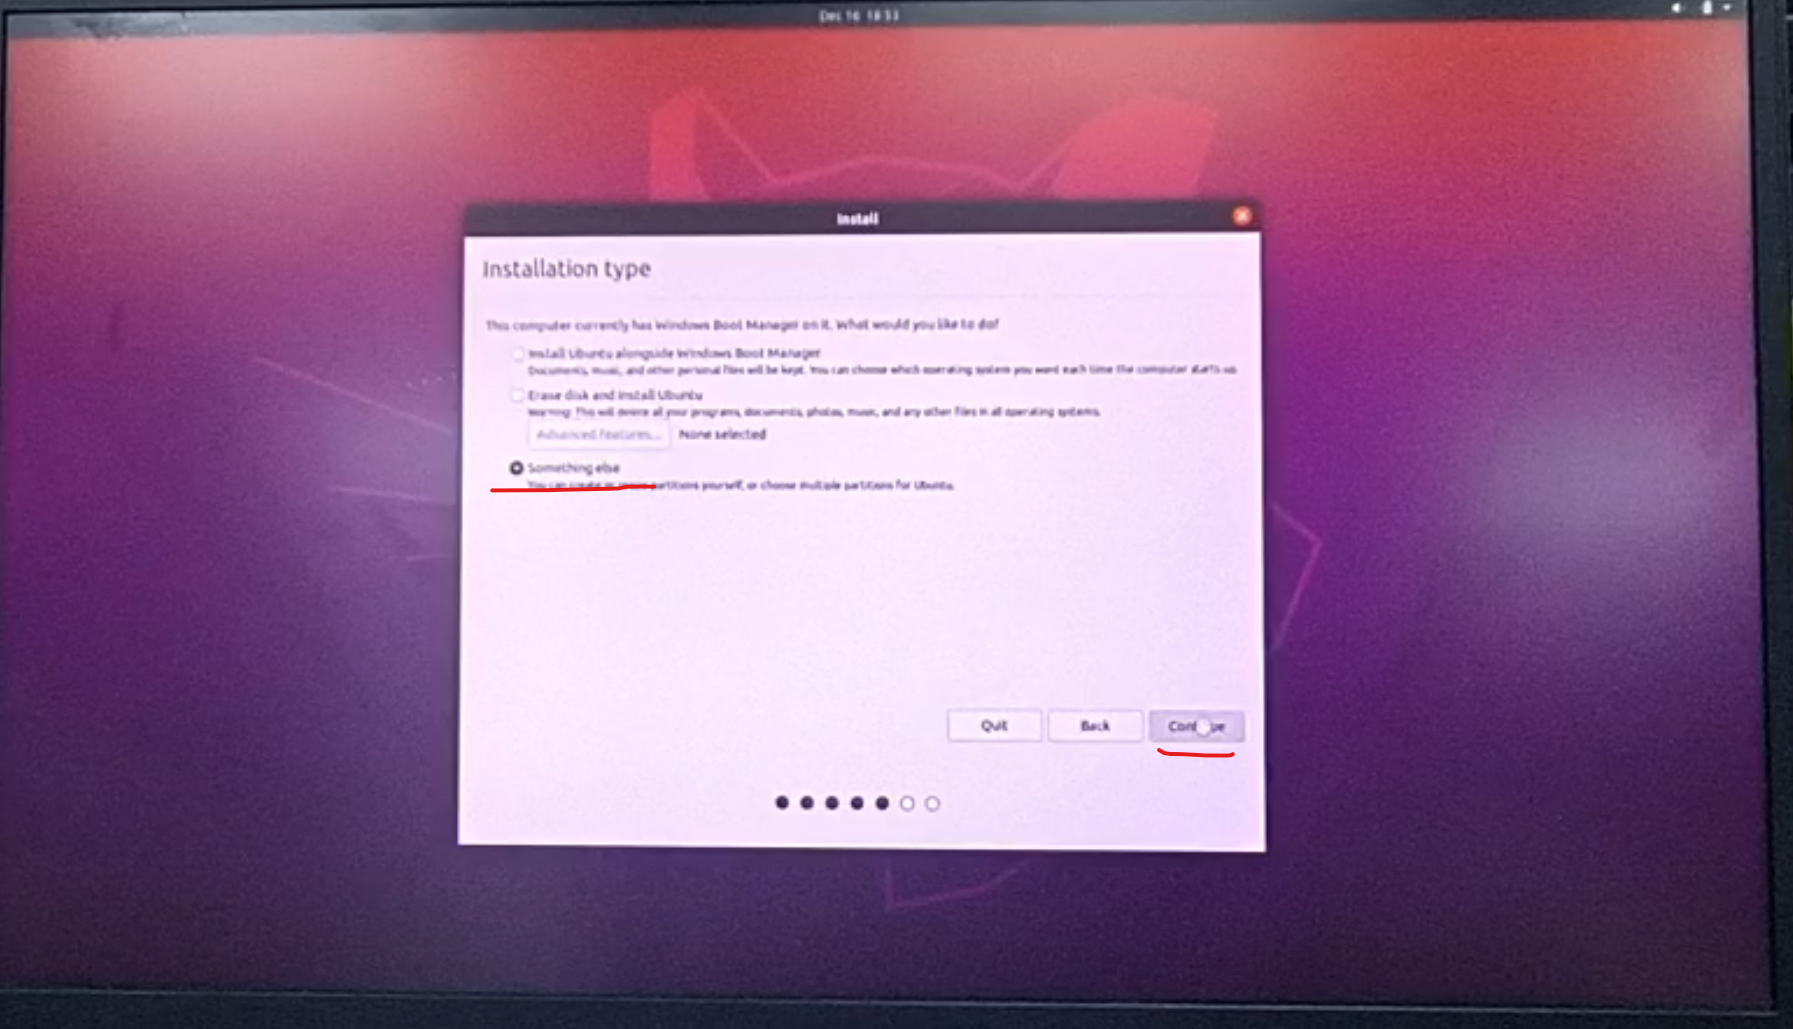 Dec 16 18:53
Install
Installation type
This computer currently has Windows Boot Manager on it. What would you like to do?
Install Ubuntu alongside Windows Boot Manager
Documents, music, and other personal files will be kept. You can choose which operating system you want each time the computer starts up.
Erase disk and install Ubuntu
Warning: This will delete all your programs, documents, photos, music, and any other files in all operating systems.
Advanced features... None selected
Something else
You can create or resize partitions yourself, or choose multiple partitions for Ubuntu.
Quit Back Continue